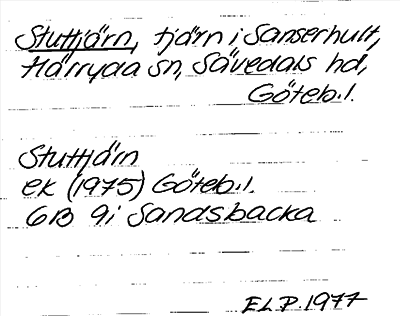 Stuttjärn, tjärn i Sanserhult,
Härryda sn, Sävedals hd,
Göteb.l.
Stuttjärn
ek (1975) Göteb.l.
6B 9i Sandsbacka
E.L.P. 1977